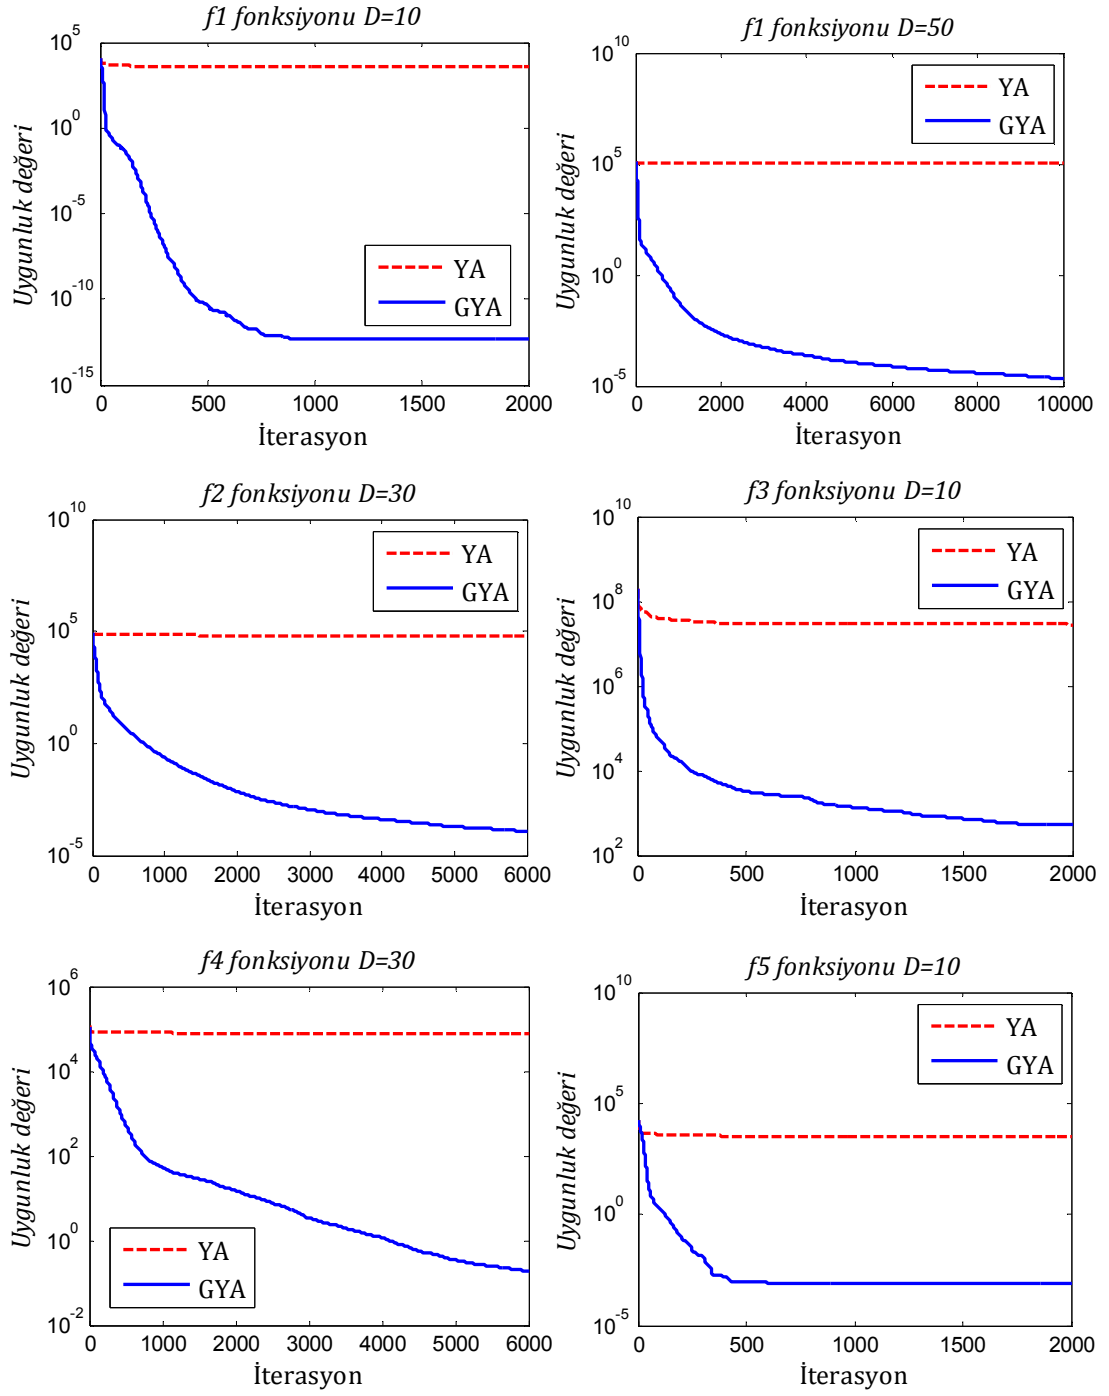 f1 fonksiyonu D=10
10^5
10^0
10^-5
10^-10
10^-15
Uygunluk değeri
YA
GYA
0 500 1000 1500 2000
İterasyon
f1 fonksiyonu D=50
10^10
10^5
10^0
10^-5
Uygunluk değeri
YA
GYA
0 2000 4000 6000 8000 10000
İterasyon
f2 fonksiyonu D=30
10^10
10^5
10^0
10^-5
Uygunluk değeri
YA
GYA
0 1000 2000 3000 4000 5000 6000
İterasyon
f3 fonksiyonu D=10
10^10
10^8
10^6
10^4
10^2
Uygunluk değeri
YA
GYA
0 500 1000 1500 2000
İterasyon
f4 fonksiyonu D=30
10^6
10^4
10^2
10^0
10^-2
Uygunluk değeri
YA
GYA
0 1000 2000 3000 4000 5000 6000
İterasyon
f5 fonksiyonu D=10
10^10
10^5
10^0
10^-5
Uygunluk değeri
YA
GYA
0 500 1000 1500 2000
İterasyon